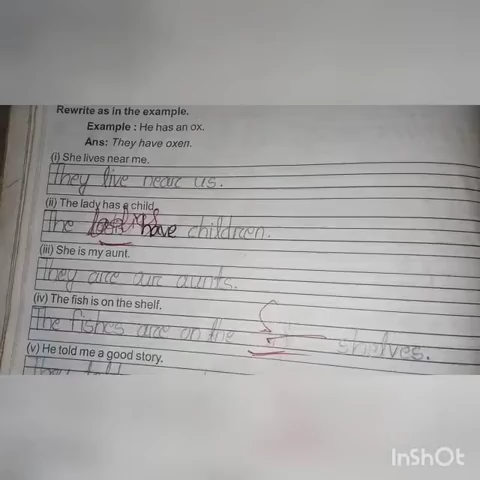 Rewrite as in the example.
Example : He has an ox.
Ans: They have oxen.
(i) She lives near me.
They live near us.
(ii) The lady has a child.
The have children.
(iii) She is my aunt.
They are our aunts.
(iv) The fish is on the shelf.
The fishes are on the shelves.
(v) He told me a good story.
They told
InShOt